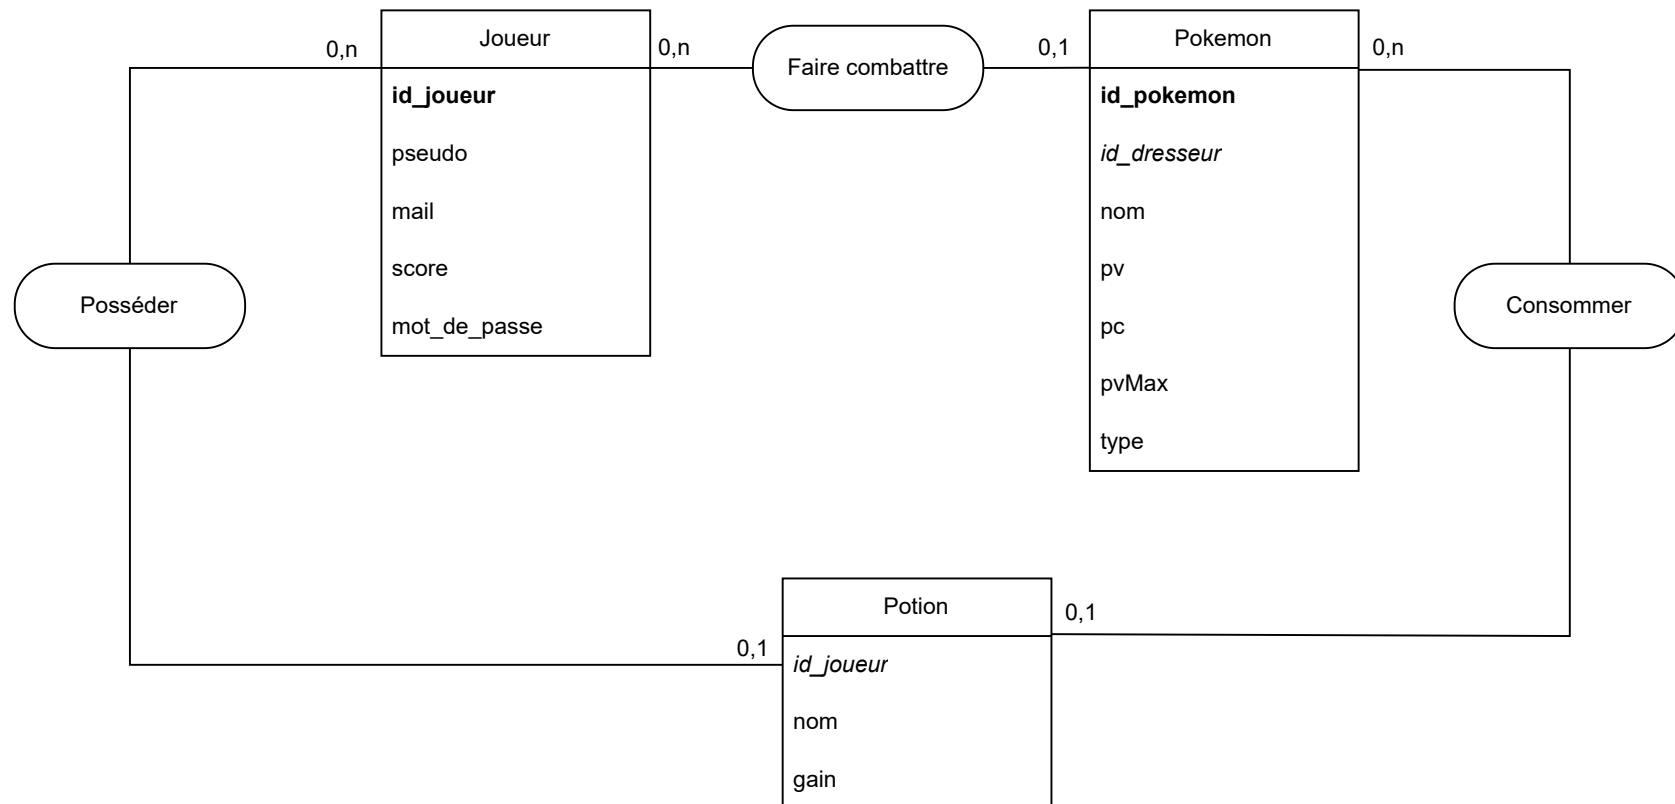 0,n
Joueur
0,n
Faire combattre
0,1
Pokemon
0,n
id_joueur
pseudo
mail
score
mot_de_passe
id_pokemon
id_dresseur
nom
pv
pc
pvMax
type
Posséder
Consommer
0,1
Potion
0,1
id_joueur
nom
gain